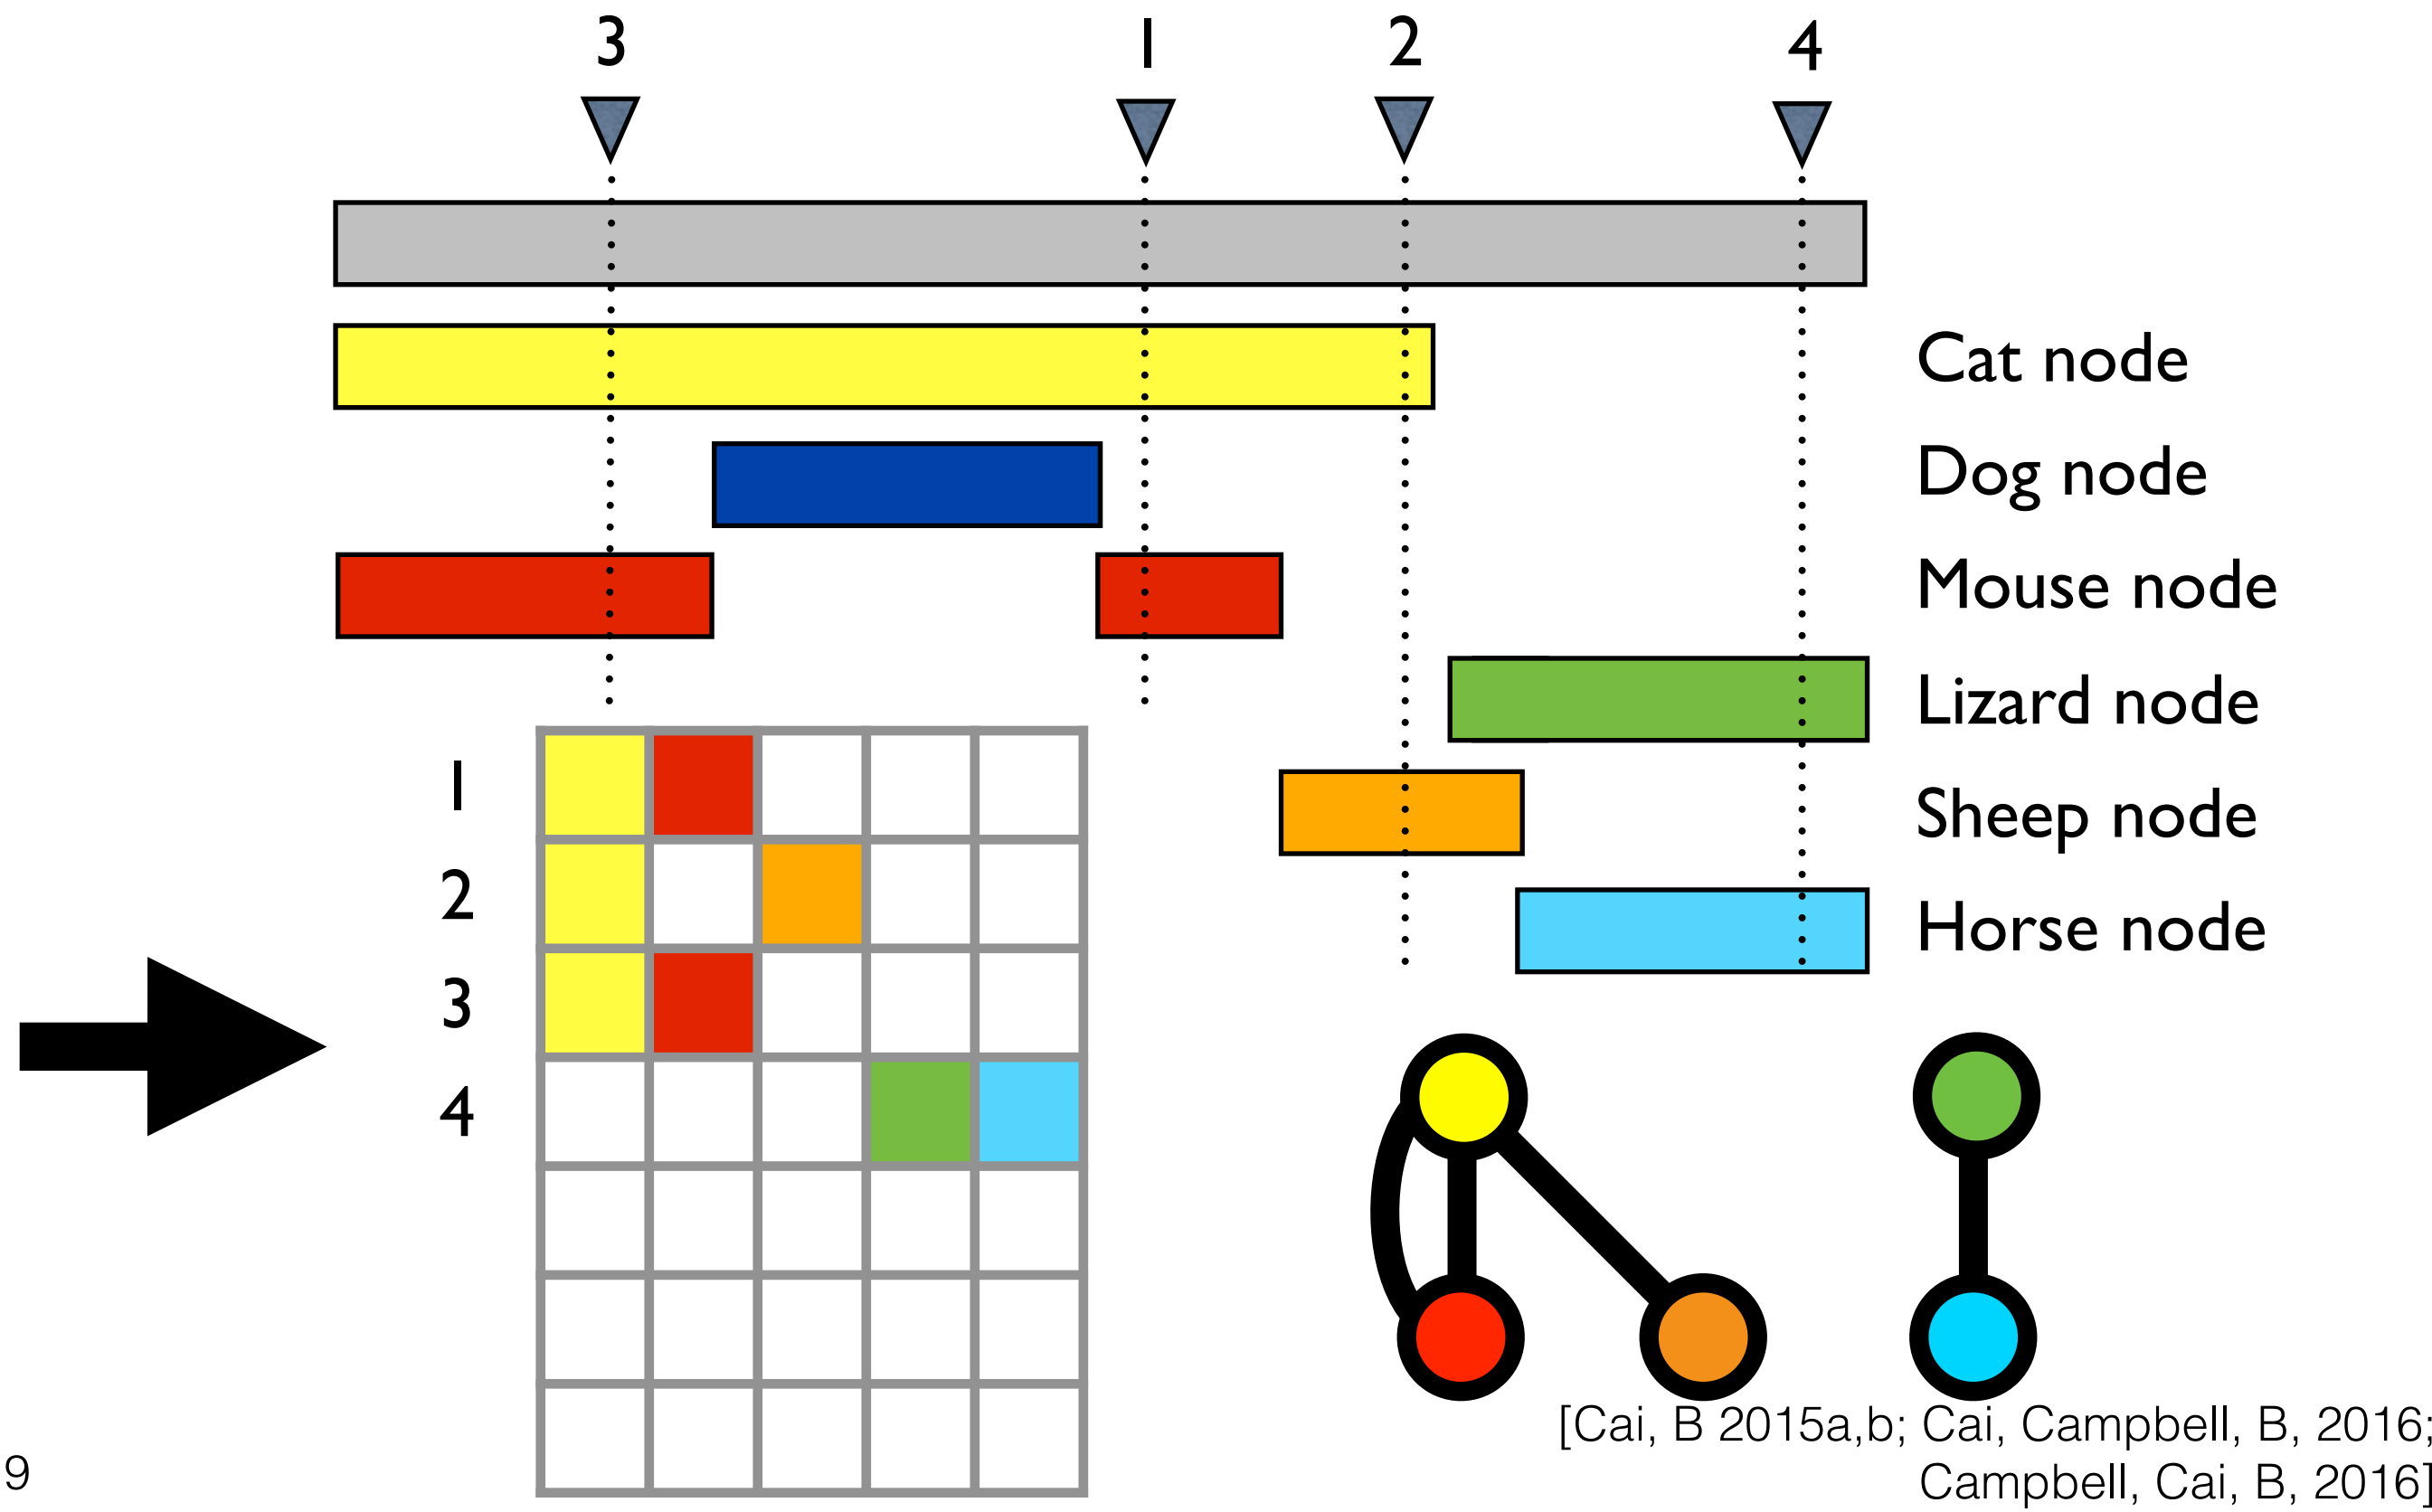 3 1 2 4
Cat node
Dog node
Mouse node
Lizard node
Sheep node
Horse node
1
2
3
4
[Cai, B 2015a,b; Cai, Campbell, B, 2016;
Campbell, Cai, B, 2016]
9